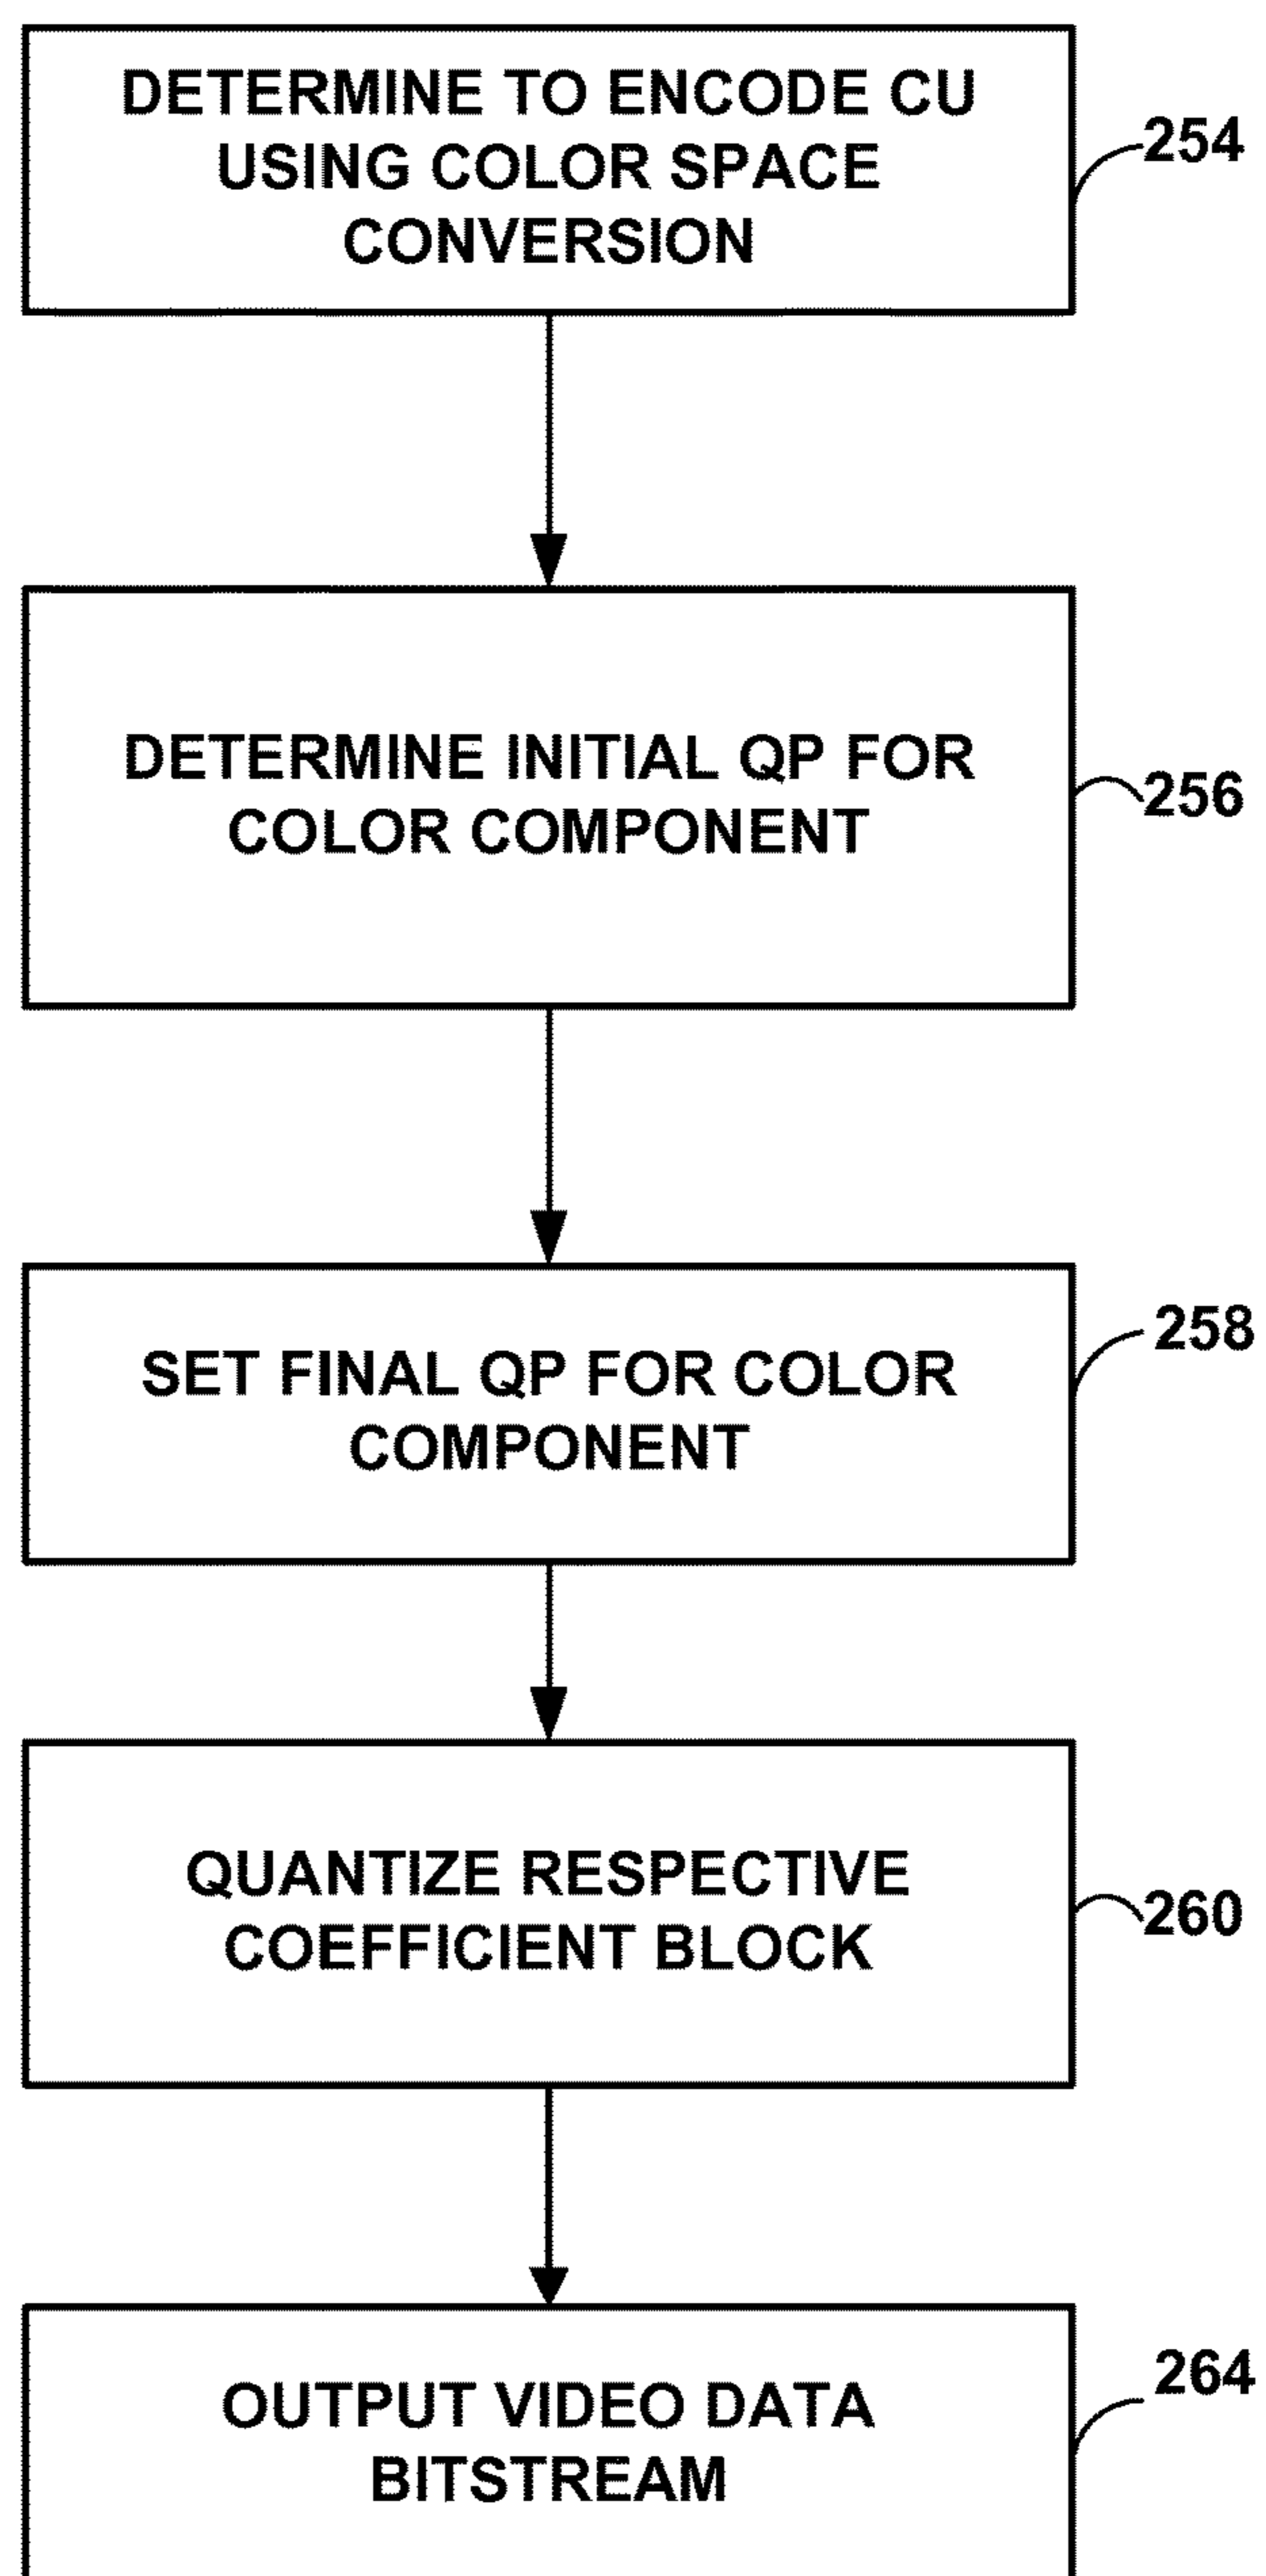 DETERMINE TO ENCODE CU
USING COLOR SPACE
CONVERSION
254
DETERMINE INITIAL QP FOR
COLOR COMPONENT
256
SET FINAL QP FOR COLOR
COMPONENT
258
QUANTIZE RESPECTIVE
COEFFICIENT BLOCK
260
OUTPUT VIDEO DATA
BITSTREAM
264